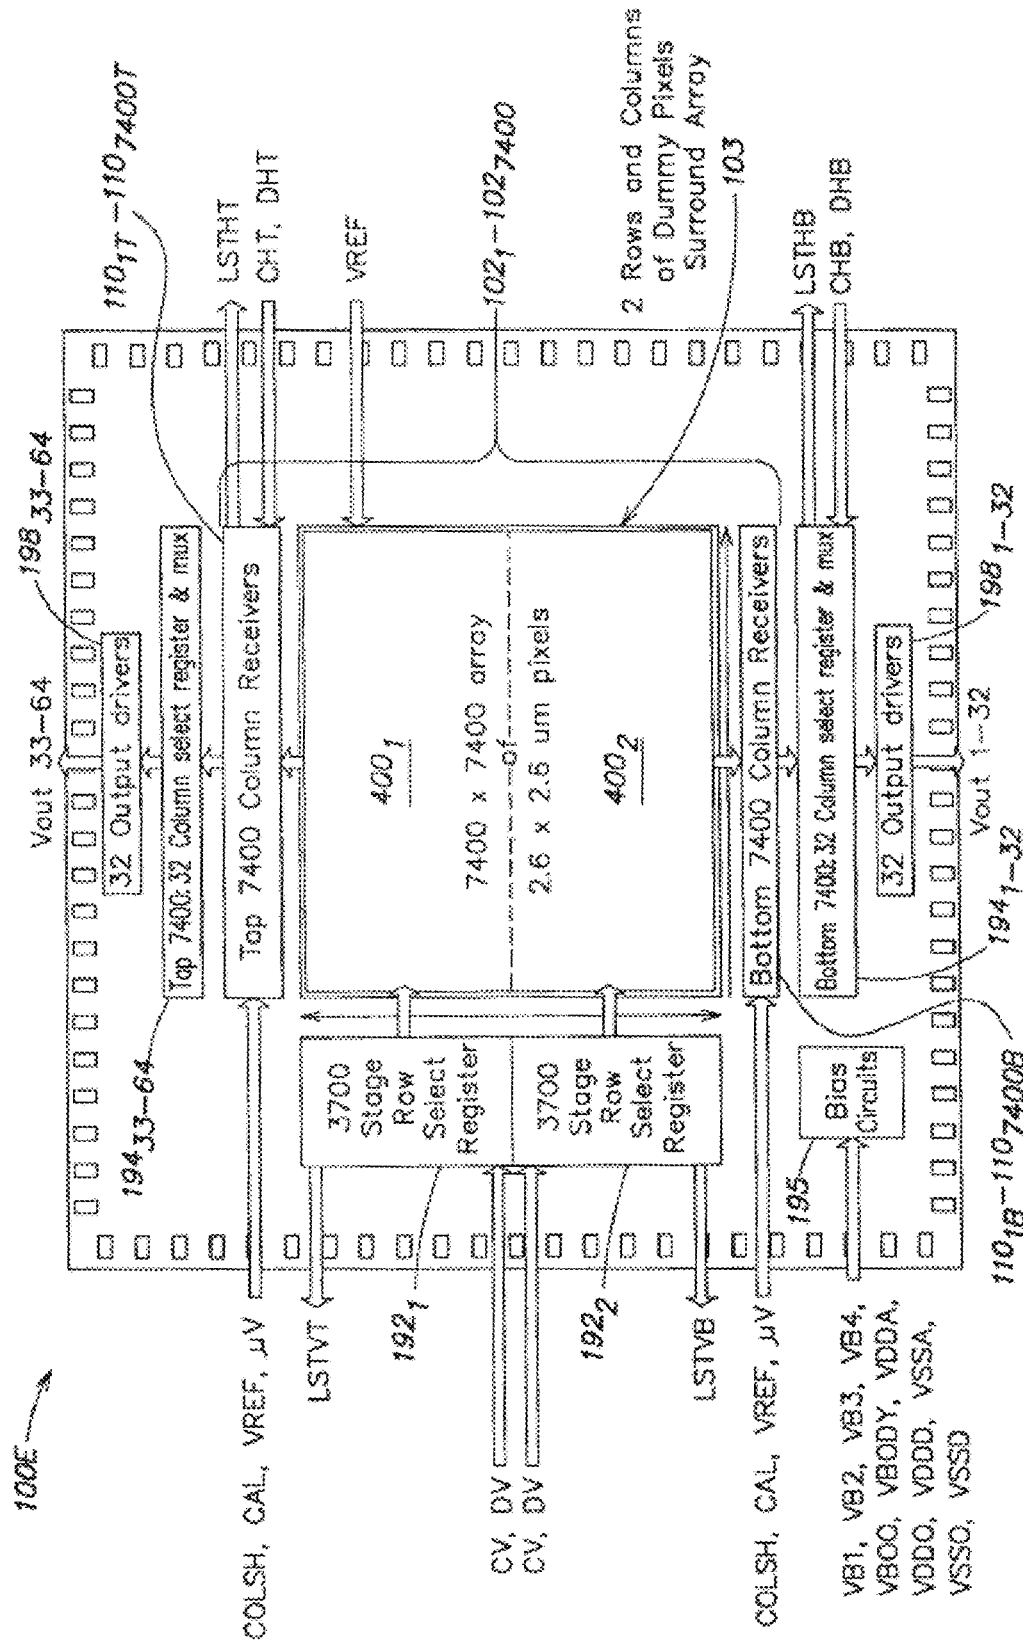 100E
Vout 33-64
198 33-64
32 Output drivers
194 33-64
Top 7400:32 Column select register & mux
110 1T - 110 7400T
Top 7400 Column Receivers
COLSH, CAL, VREF, μV
LSTHT
CHT, DHT
VREF
LSTVT
192 1
3700
Stage
Row
Select
Register
400 1
7400 x 7400 array
of
2.6 x 2.6 um pixels
400 2
102 1 - 102 7400
CV, DV
CV, DV
3700
Stage
Row
Select
Register
192 2
LSTVB
2 Rows and Columns
of Dummy Pixels
Surround Array
103
COLSH, CAL, VREF, μV
Bottom 7400 Column Receivers
LSTHB
CHB, DHB
Bottom 7400:32 Column select register & mux
195
Bias
Circuits
VB1, VB2, VB3, VB4,
VBOO, VBODY, VDDA,
VDDO, VDDD, VSSA,
VSSO, VSSD
32 Output drivers
198 1-32
194 1-32
Vout 1-32
110 1B - 110 7400B